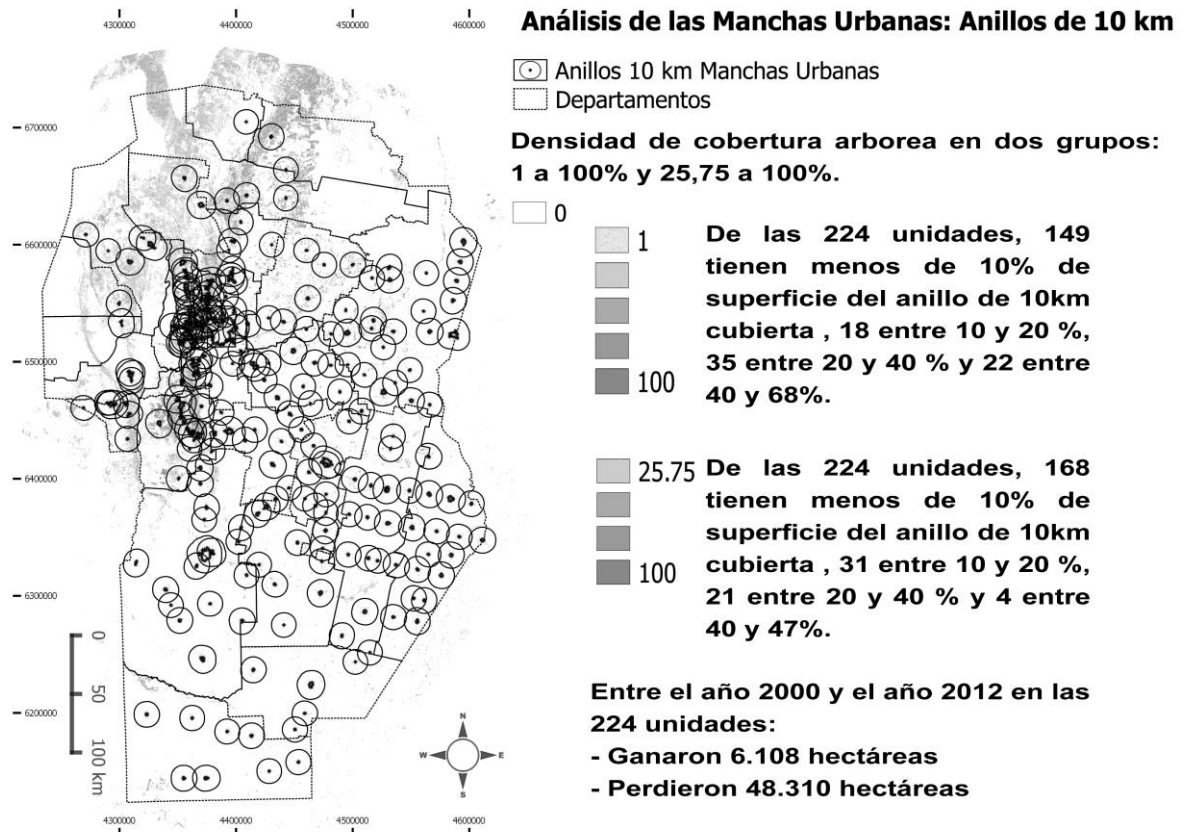 Análisis de las Manchas Urbanas: Anillos de 10 km
Anillos 10 km Manchas Urbanas
Departamentos
Densidad de cobertura arborea en dos grupos:
1 a 100% y 25,75 a 100%.
0
1
100
De las 224 unidades, 149
tienen menos de 10% de
superficie del anillo de 10km
cubierta , 18 entre 10 y 20 %,
35 entre 20 y 40 % y 22 entre
40 y 68%.
25.75
100
De las 224 unidades, 168
tienen menos de 10% de
superficie del anillo de 10km
cubierta , 31 entre 10 y 20 %,
21 entre 20 y 40 % y 4 entre
40 y 47%.
Entre el año 2000 y el año 2012 en las
224 unidades:
- Ganaron 6.108 hectáreas
- Perdieron 48.310 hectáreas
4300000
4400000
4500000
4600000
6700000
6600000
6500000
6400000
6300000
6200000
0
50
100 km
N
W
E
S
4300000
4400000
4500000
4600000